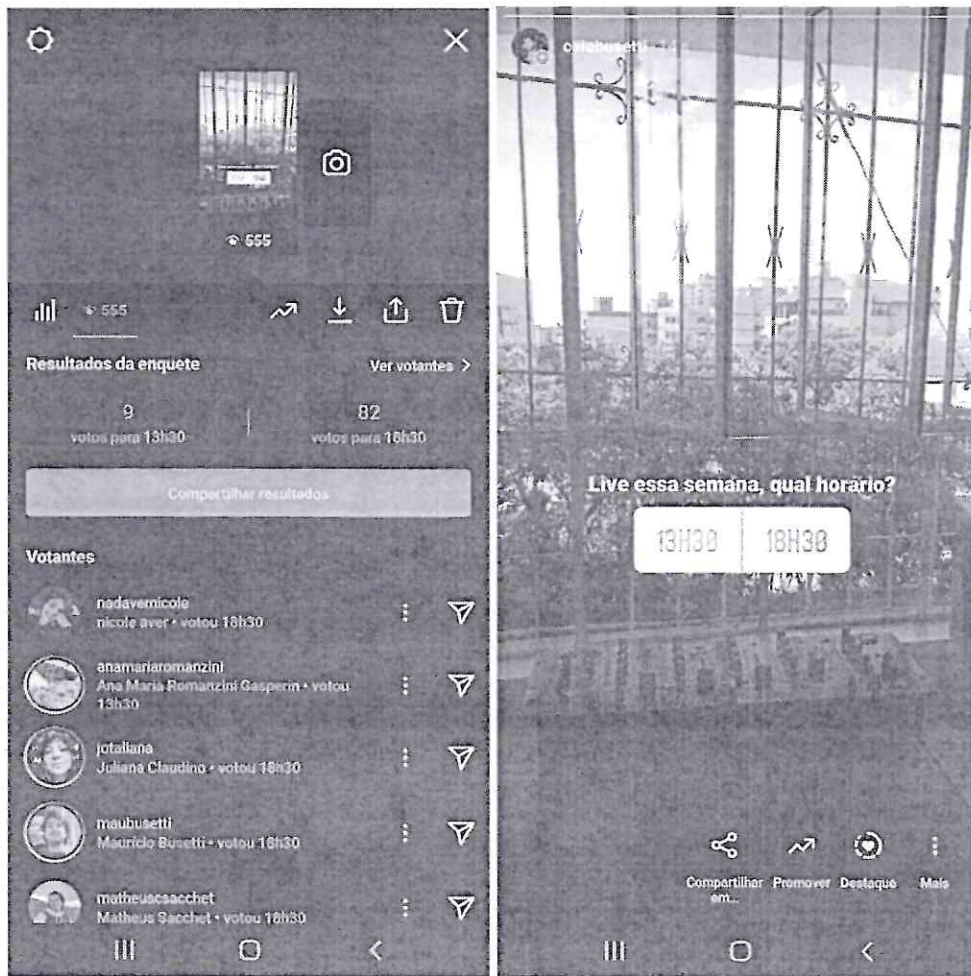 555
555
Resultados da enquete
Ver votantes >
9
votos para 13h30
82
votos para 18h30
Compartilhar resultados
Votantes
nadavernicole
nicole aver • votou 18h30
anamariaromanzini
Ana Maria Romanzini Gasperin • votou
13h30
jotaliana
Juliana Claudino • votou 18h30
maubusetti
Maurício Busetti • votou 18h30
matheuscsacchet
Matheus Sacchet • votou 18h30
Live essa semana, qual horário?
13H30
18H30
Compartilhar
em...
Promover
Destaque
Mais